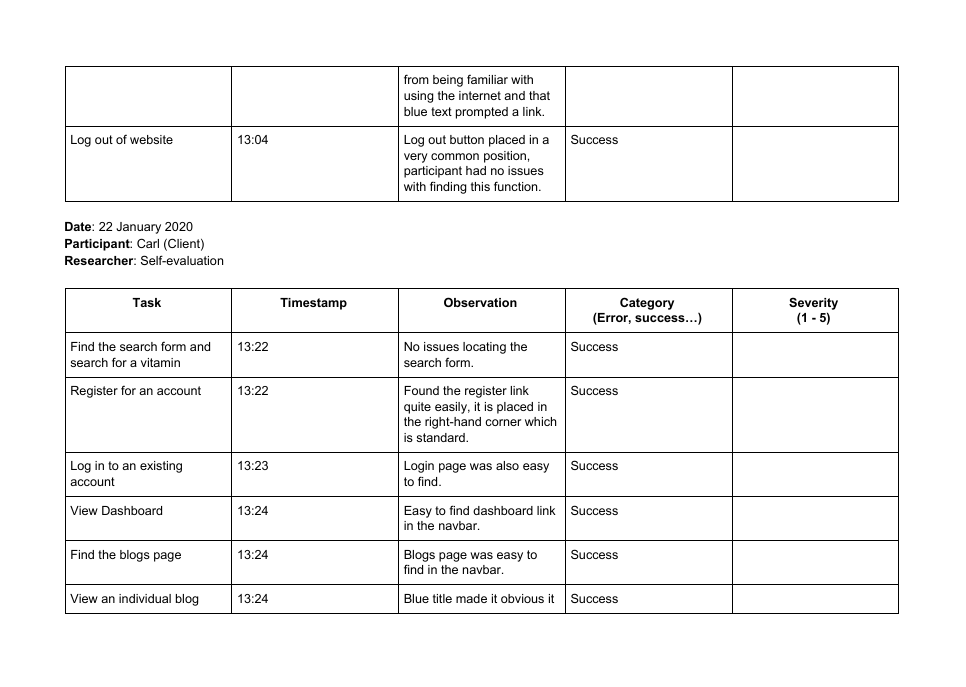 from being familiar with
using the internet and that
blue text prompted a link.
Log out of website 13:04 Log out button placed in a Success
very common position,
participant had no issues
with finding this function.
Date: 22 January 2020
Participant: Carl (Client)
Researcher: Self-evaluation
Task Timestamp Observation Category Severity
(Error, success…) (1 - 5)
Find the search form and 13:22 No issues locating the Success
search for a vitamin search form.
Register for an account 13:22 Found the register link Success
quite easily, it is placed in
the right-hand corner which
is standard.
Log in to an existing 13:23 Login page was also easy Success
account to find.
View Dashboard 13:24 Easy to find dashboard link Success
in the navbar.
Find the blogs page 13:24 Blogs page was easy to Success
find in the navbar.
View an individual blog 13:24 Blue title made it obvious it Success